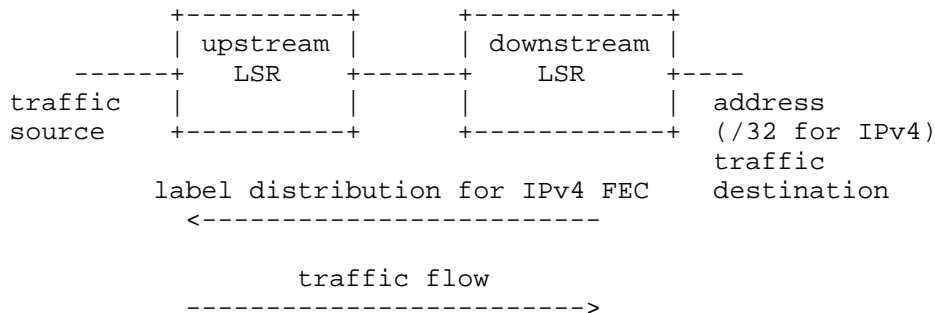 upstream downstream
LSR LSR
traffic address
source (/32 for IPv4)
traffic
label distribution for IPv4 FEC destination
traffic flow